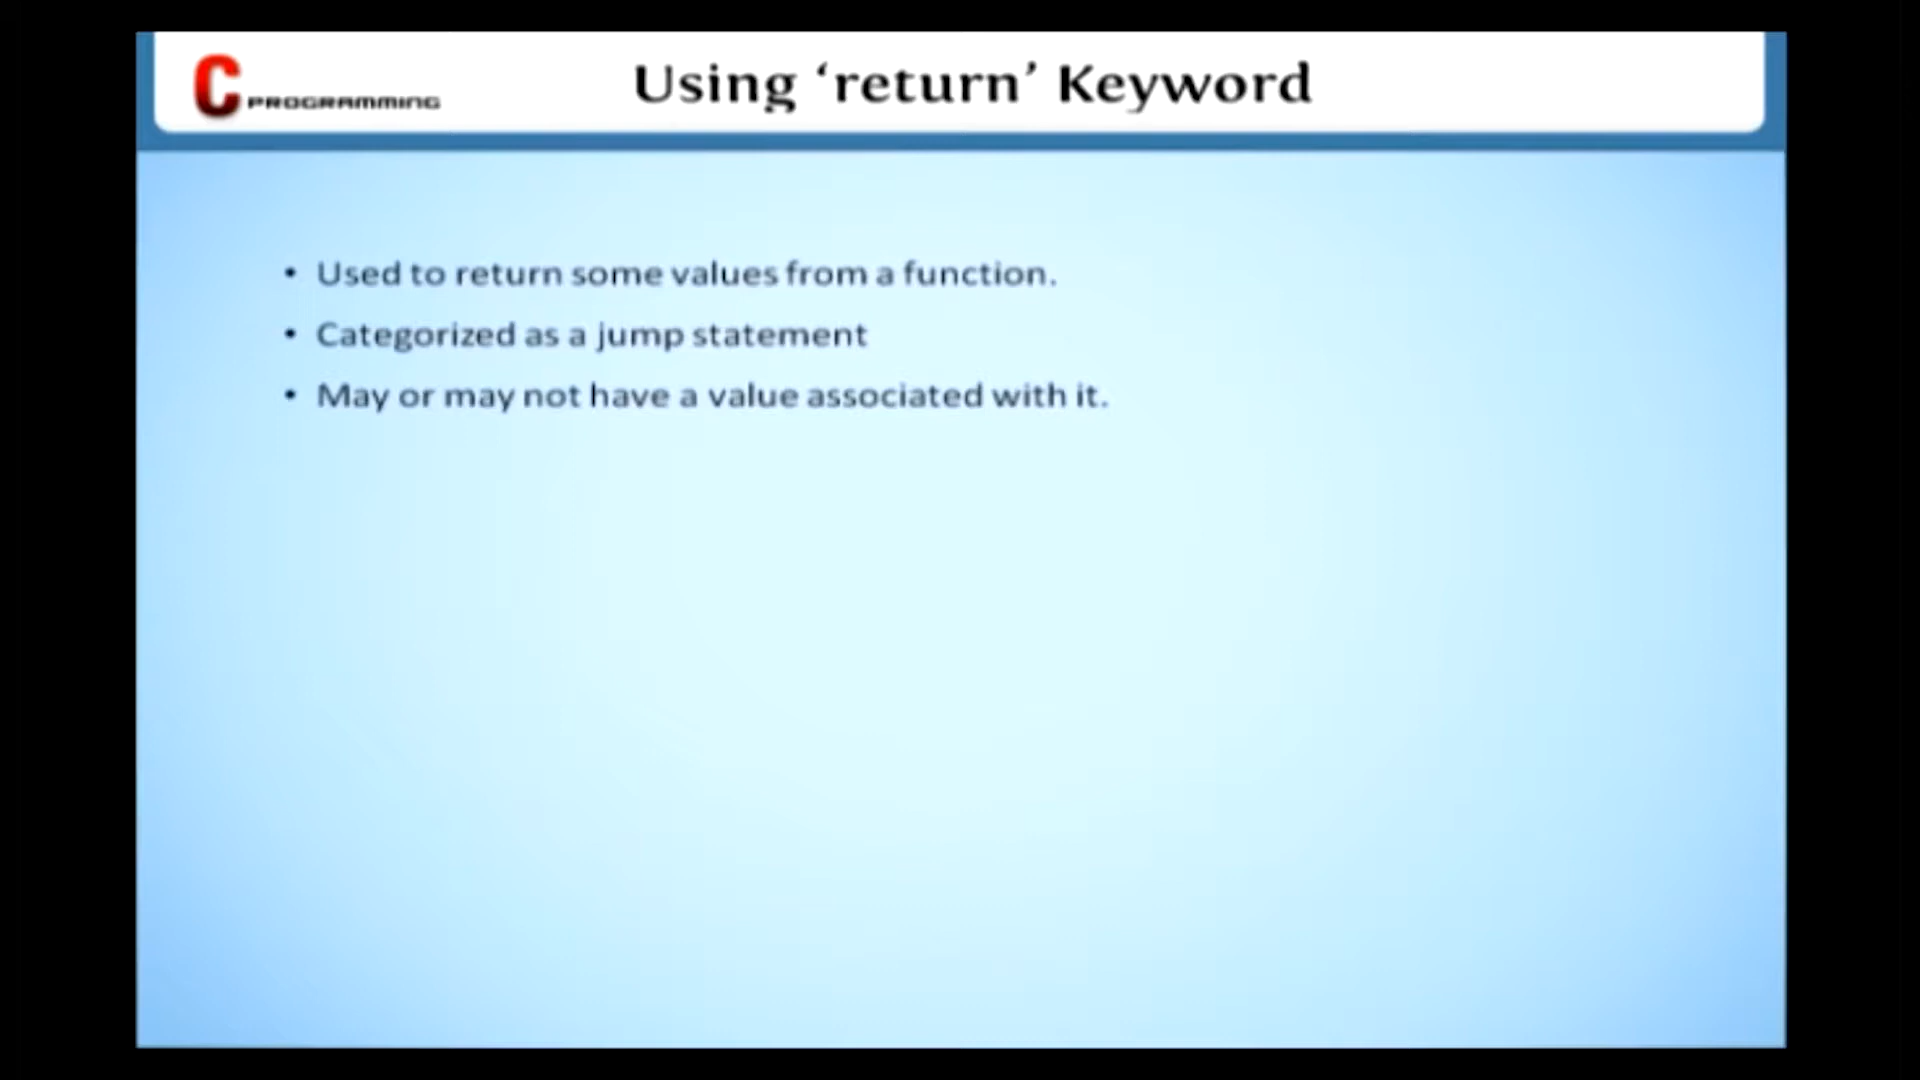 C PROGRAMMING
Using ‘return’ Keyword
• Used to return some values from a function.
• Categorized as a jump statement
• May or may not have a value associated with it.